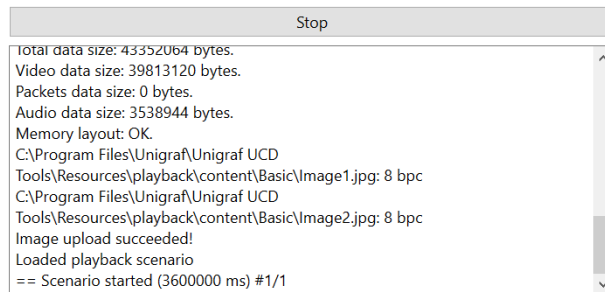 Stop
Total data size: 43352064 bytes.
Video data size: 39813120 bytes.
Packets data size: 0 bytes.
Audio data size: 3538944 bytes.
Memory layout: OK.
C:\Program Files\Unigraf\Unigraf UCD
Tools\Resources\playback\content\Basic\Image1.jpg: 8 bpc
C:\Program Files\Unigraf\Unigraf UCD
Tools\Resources\playback\content\Basic\Image2.jpg: 8 bpc
Image upload succeeded!
Loaded playback scenario
== Scenario started (3600000 ms) #1/1